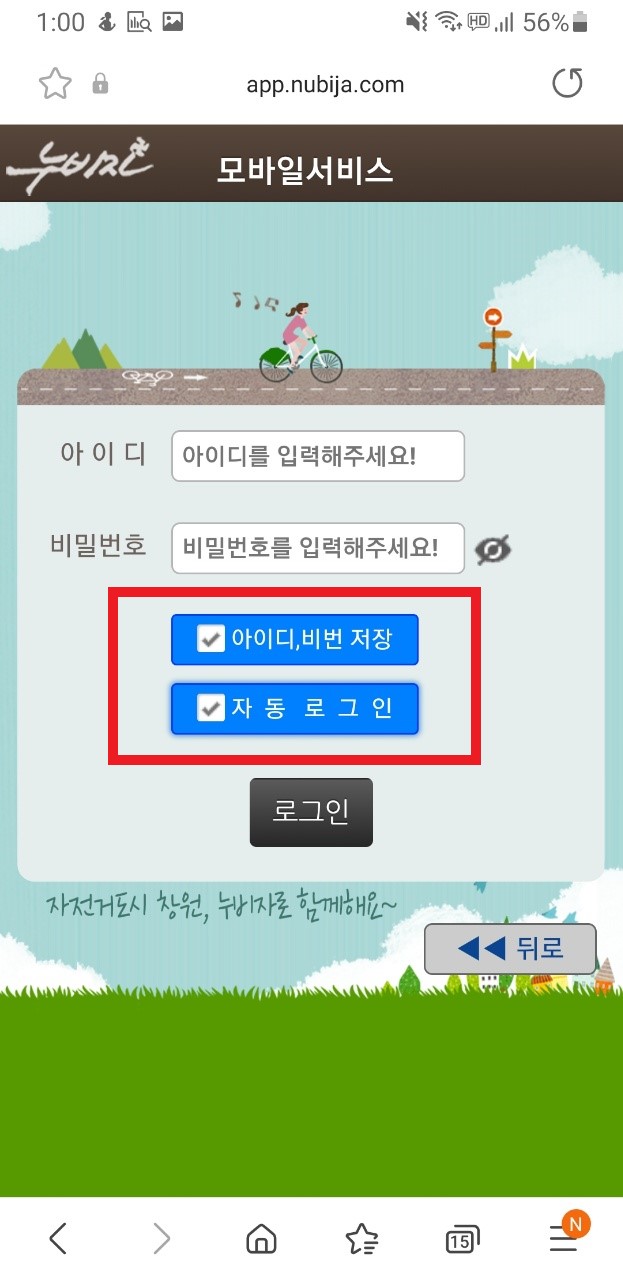 1:00 HD 56%
app.nubija.com
누비자 모바일서비스
아 이 디 아이디를 입력해주세요!
비밀번호 비밀번호를 입력해주세요!
아이디,비번 저장
자 동 로 그 인
로그인
자전거도시 창원, 누비자로 함께해요~
◀◀ 뒤로
15 N